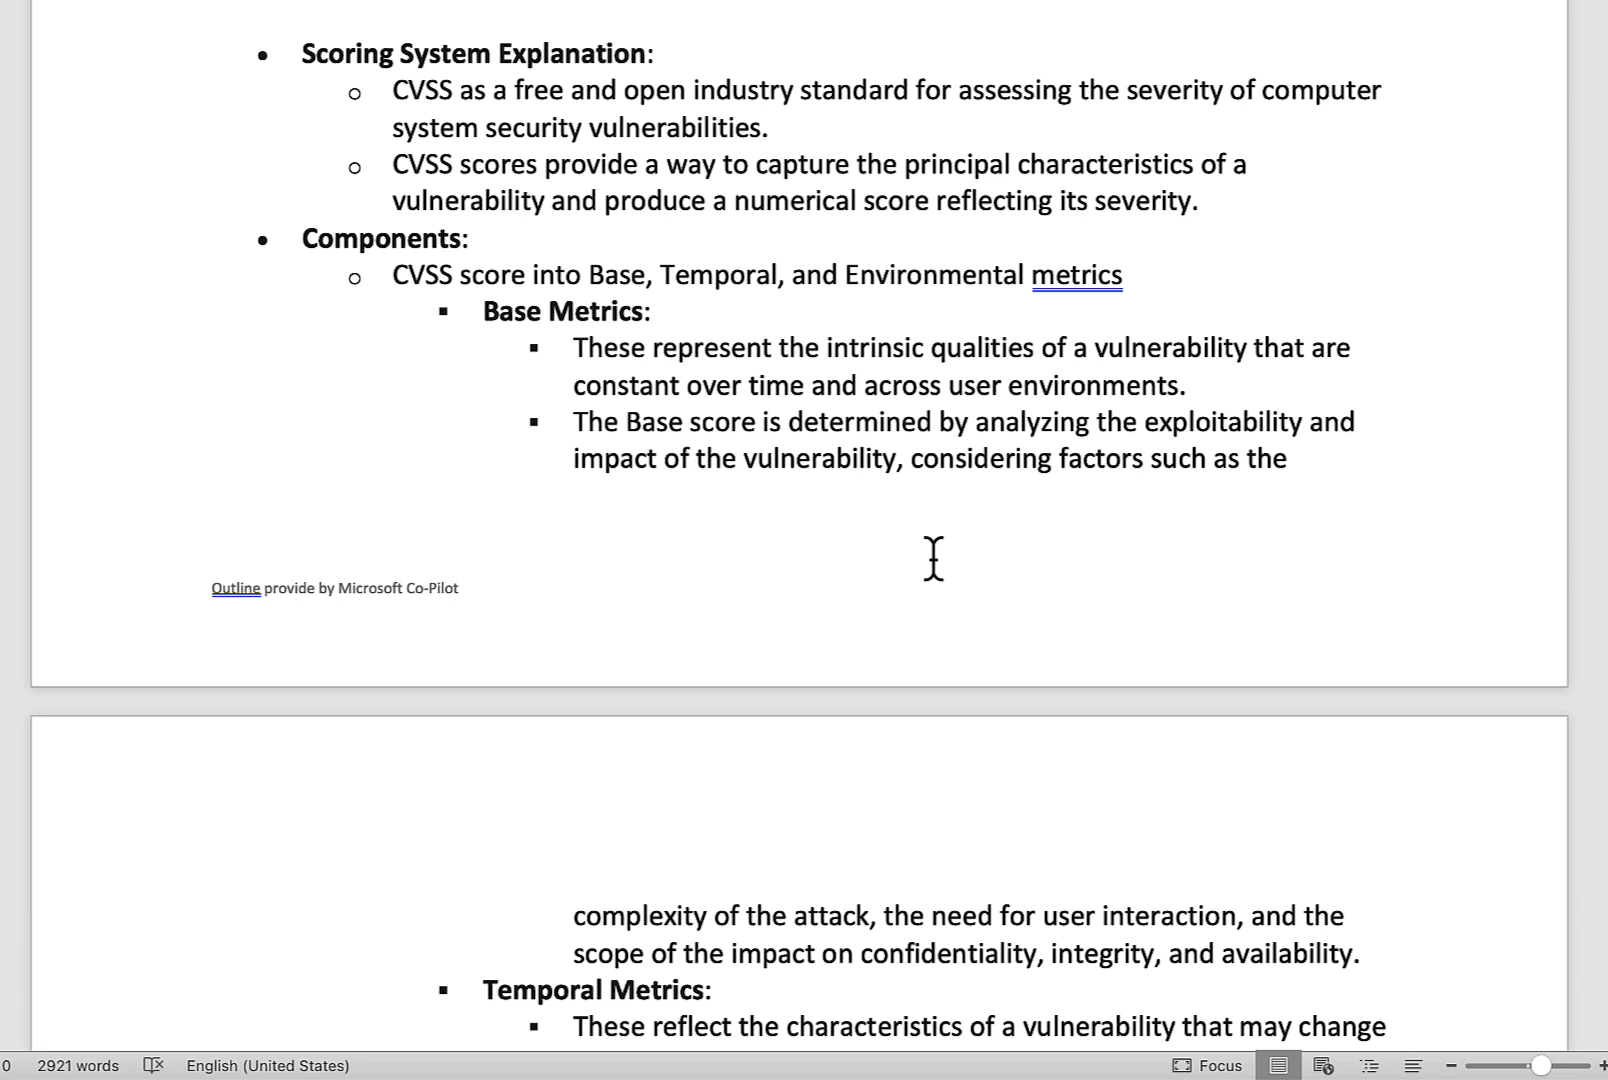 Scoring System Explanation:
CVSS as a free and open industry standard for assessing the severity of computer
system security vulnerabilities.
CVSS scores provide a way to capture the principal characteristics of a
vulnerability and produce a numerical score reflecting its severity.
Components:
CVSS score into Base, Temporal, and Environmental metrics
Base Metrics:
These represent the intrinsic qualities of a vulnerability that are
constant over time and across user environments.
The Base score is determined by analyzing the exploitability and
impact of the vulnerability, considering factors such as the
Outline provide by Microsoft Co-Pilot
complexity of the attack, the need for user interaction, and the
scope of the impact on confidentiality, integrity, and availability.
Temporal Metrics:
These reflect the characteristics of a vulnerability that may change
0 2921 words English (United States) Focus